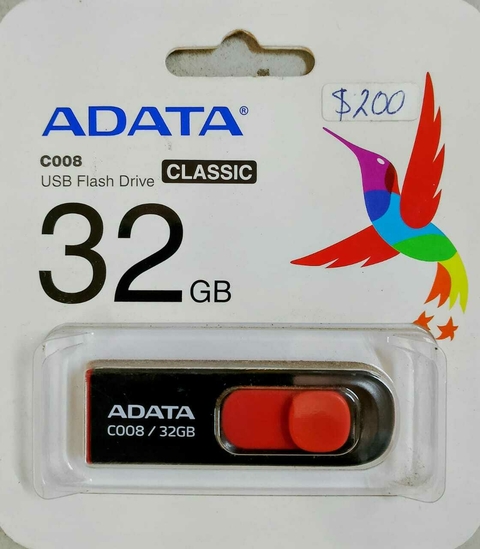 $200
ADATA®
C008
USB Flash Drive CLASSIC
32 GB
ADATA
C008 / 32GB